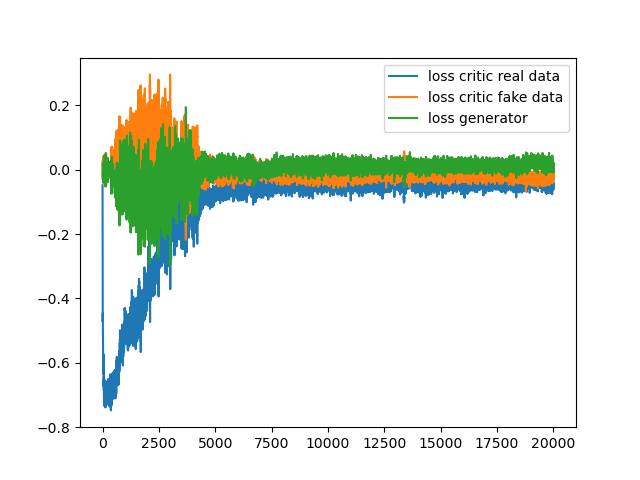 loss critic real data
loss critic fake data
loss generator
0.2
0.0
−0.2
−0.4
−0.6
−0.8
0 2500 5000 7500 10000 12500 15000 17500 20000